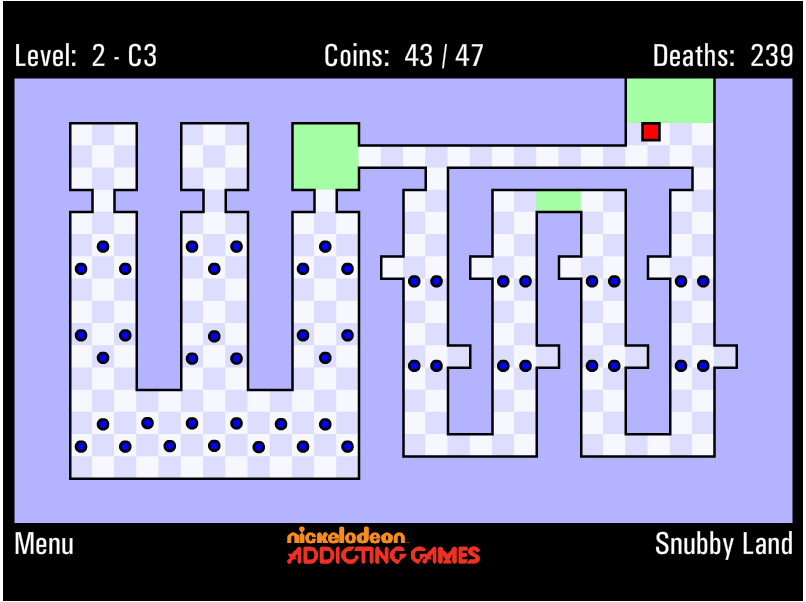 Level: 2 - C3
Coins: 43 / 47
Deaths: 239
Menu
nickelodeon
ADDICTING GAMES
Snubby Land